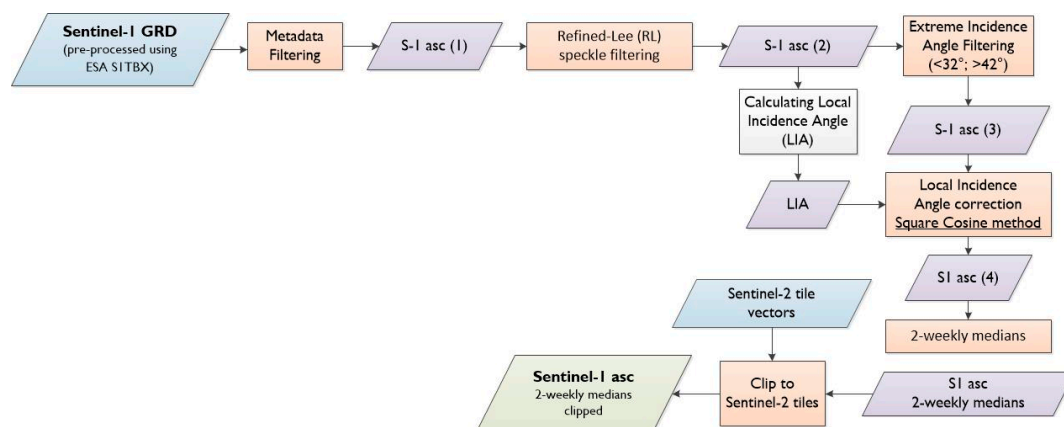 Sentinel-1 GRD
(pre-processed using
ESA S1TBX)
Metadata
Filtering
S-1 asc (1)
Refined-Lee (RL)
speckle filtering
S-1 asc (2)
Extreme Incidence
Angle Filtering
(<32°; >42°)
Calculating Local
Incidence Angle
(LIA)
S-1 asc (3)
LIA
Local Incidence
Angle correction
Square Cosine method
S1 asc (4)
2-weekly medians
Sentinel-2 tile
vectors
S1 asc
2-weekly medians
Clip to
Sentinel-2 tiles
Sentinel-1 asc
2-weekly medians
clipped